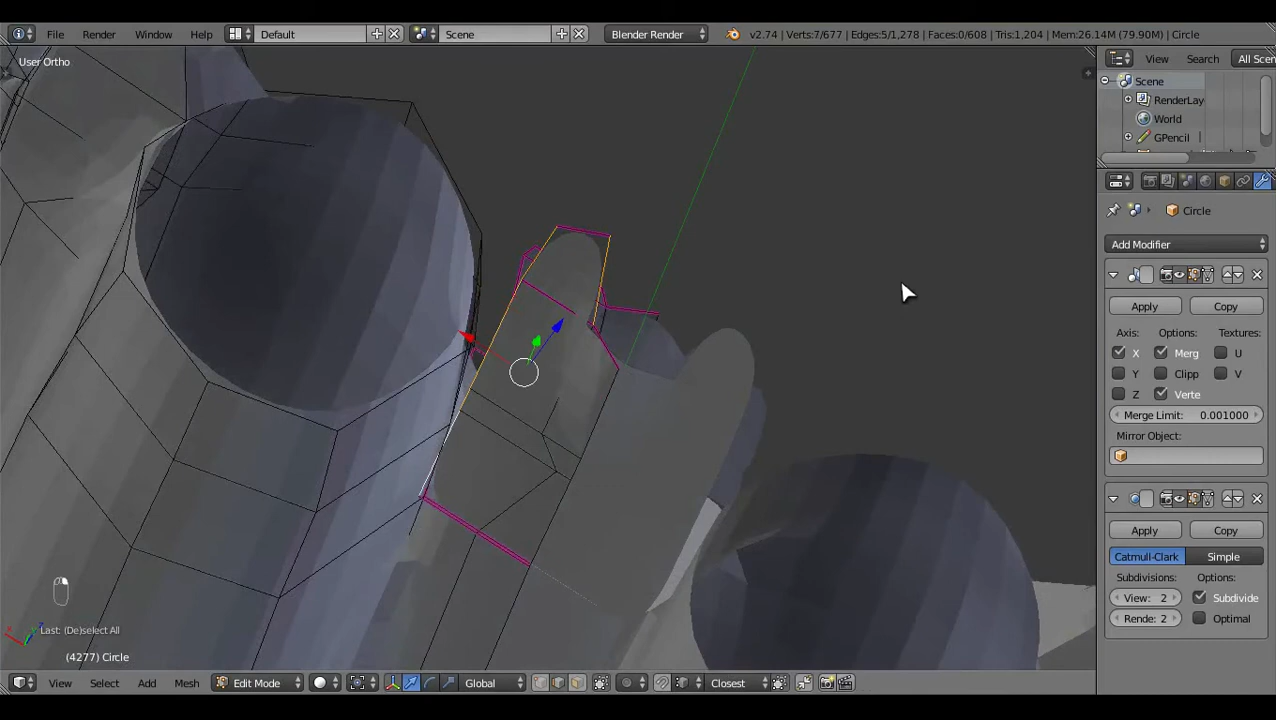 File Render Window Help Default Scene Blender Render v2.74 | Verts:7/677 | Edges:5/1,278 | Faces:0/608 | Tris:1,204 | Mem:26.14M (79.90M) | Circle
User Ortho
View Search All Scen
Scene
RenderLay
World
GPencil
Circle
Add Modifier
Apply Copy
Axis: Options: Textures:
X Merg U
Y Clipp V
Z Verte
Merge Limit: 0.001000
Mirror Object:
Apply Copy
Catmull-Clark Simple
Subdivisions: Options:
View: 2 Subdivide
Rende: 2 Optimal
Last: (De)select All
(4277) Circle
View Select Add Mesh Edit Mode Global Closest